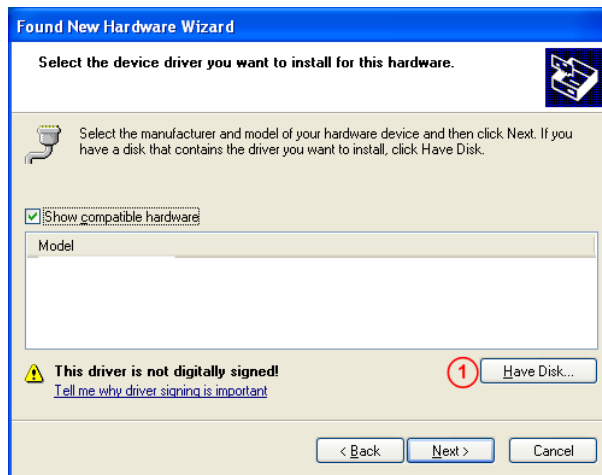 Found New Hardware Wizard
Select the device driver you want to install for this hardware.
Select the manufacturer and model of your hardware device and then click Next. If you
have a disk that contains the driver you want to install, click Have Disk.
Show compatible hardware
Model
This driver is not digitally signed!
1 Have Disk...
Tell me why driver signing is important
< Back Next > Cancel